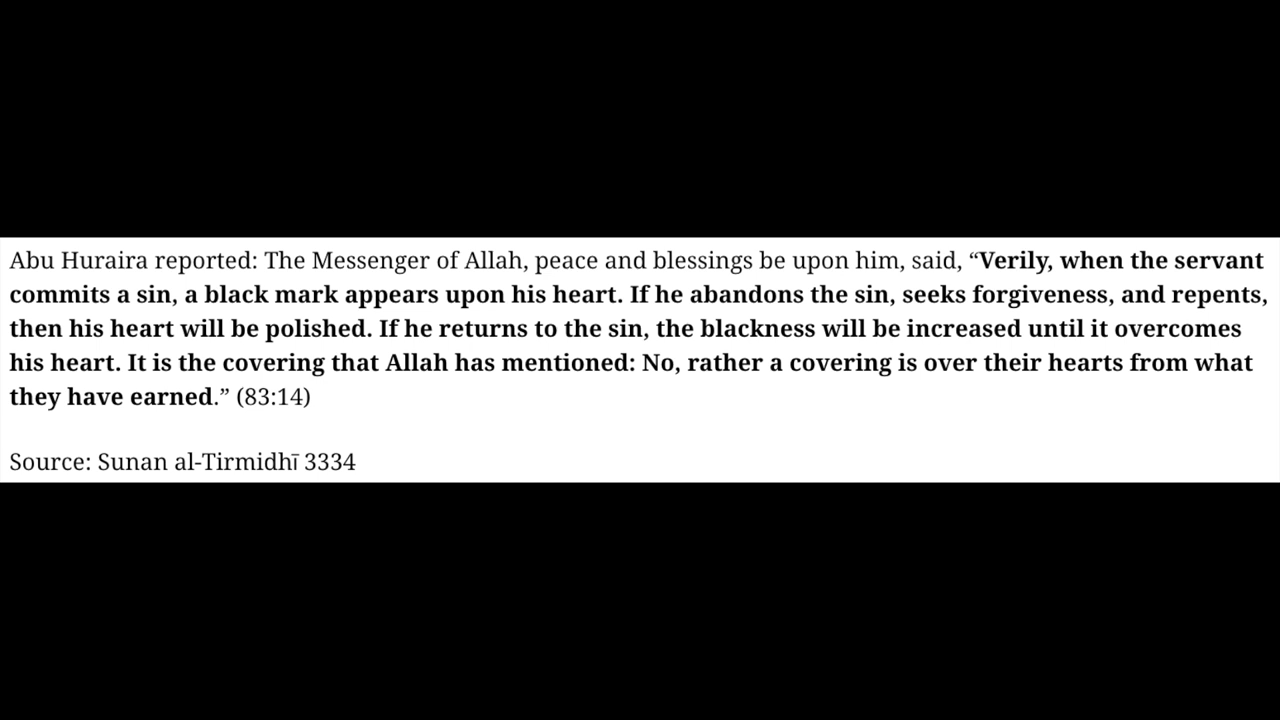 Abu Huraira reported: The Messenger of Allah, peace and blessings be upon him, said, “Verily, when the servant
commits a sin, a black mark appears upon his heart. If he abandons the sin, seeks forgiveness, and repents,
then his heart will be polished. If he returns to the sin, the blackness will be increased until it overcomes
his heart. It is the covering that Allah has mentioned: No, rather a covering is over their hearts from what
they have earned.” (83:14)
Source: Sunan al-Tirmidhī 3334